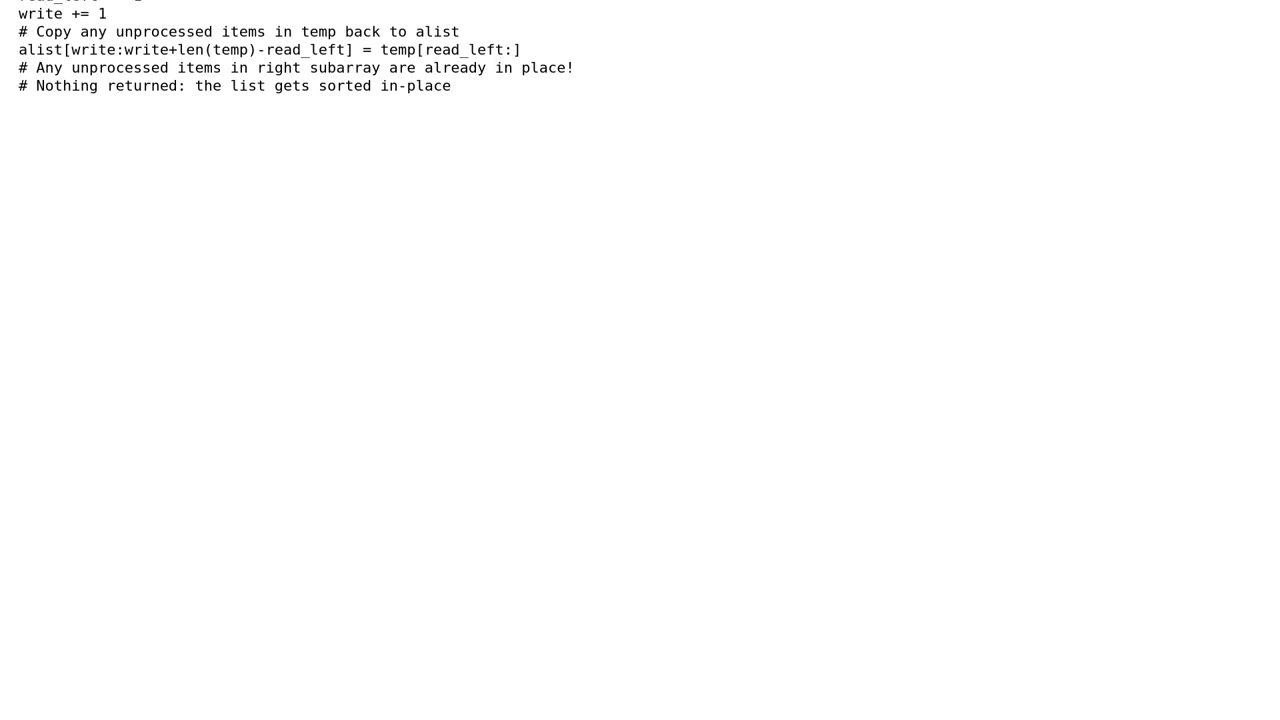 write += 1
# Copy any unprocessed items in temp back to alist
alist[write:write+len(temp)-read_left] = temp[read_left:]
# Any unprocessed items in right subarray are already in place!
# Nothing returned: the list gets sorted in-place